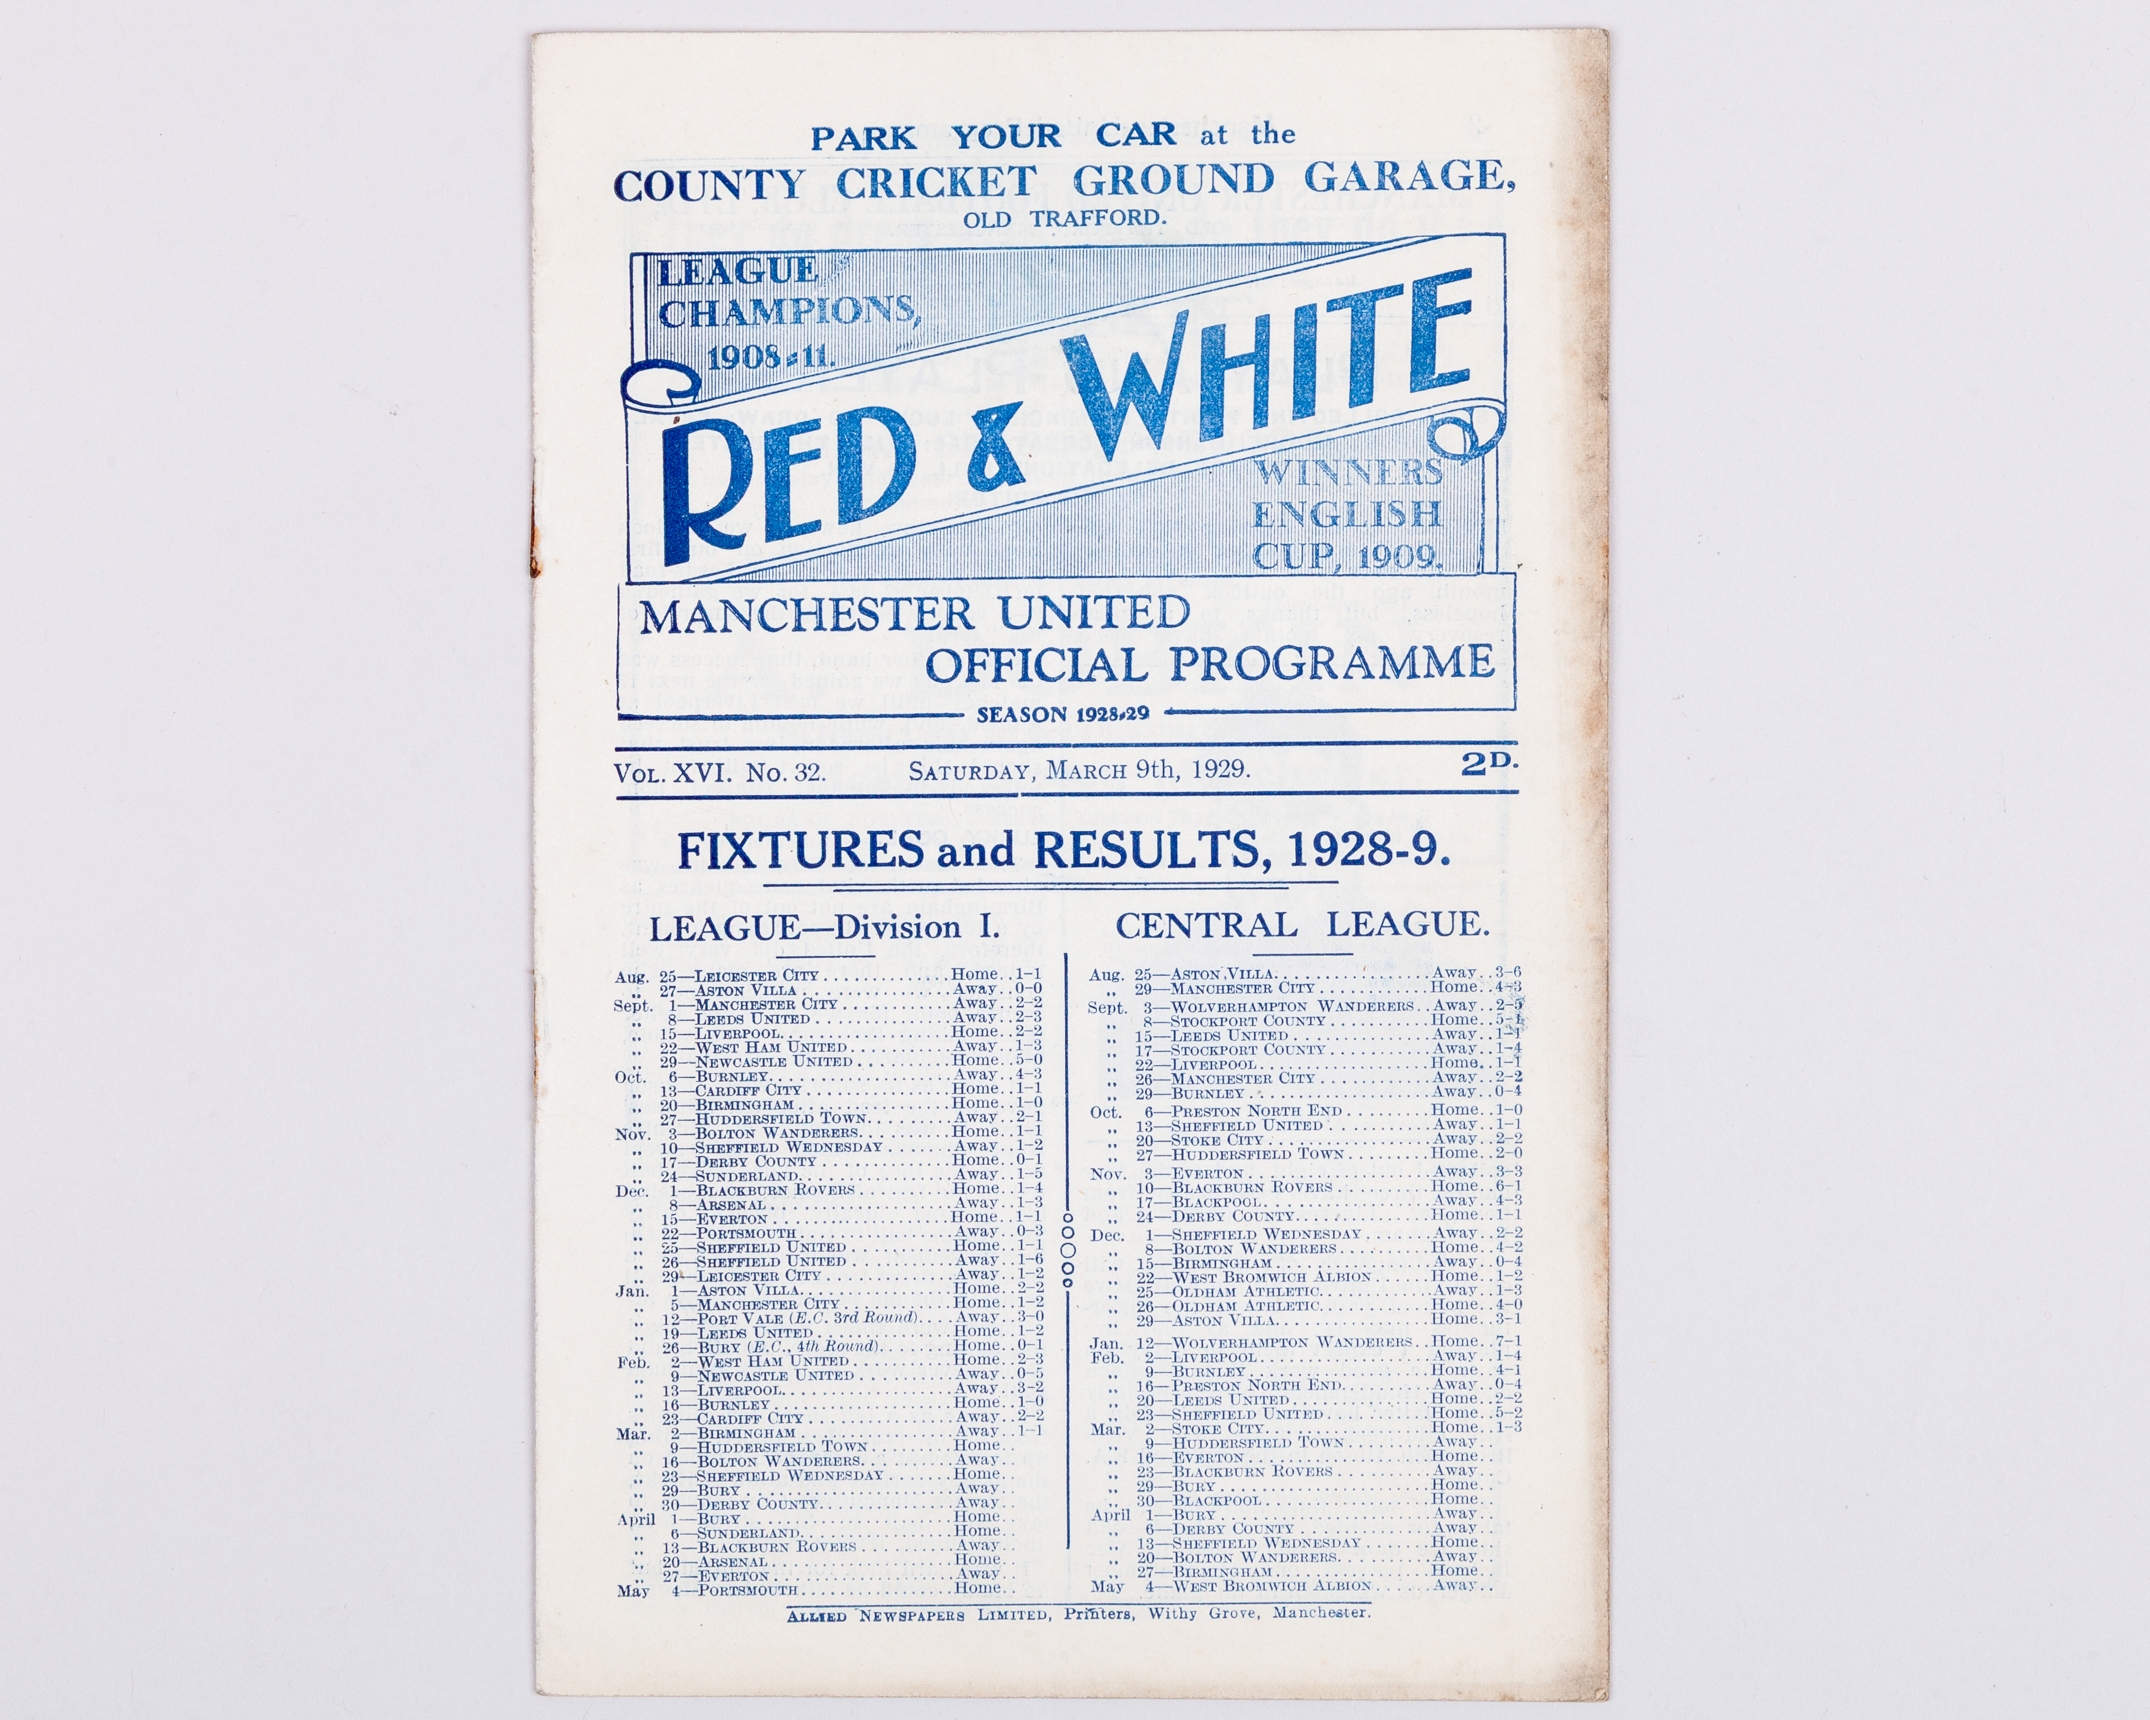 PARK YOUR CAR at the
COUNTY CRICKET GROUND GARAGE,
OLD TRAFFORD.
LEAGUE
CHAMPIONS,
1908-11.
RED & WHITE
WINNERS
ENGLISH
CUP, 1909.
MANCHESTER UNITED
OFFICIAL PROGRAMME
SEASON 1928-29
VOL. XVI. No. 32. SATURDAY, MARCH 9th, 1929. 2D.
FIXTURES and RESULTS, 1928-9.
LEAGUE—Division I.
Aug. 25—LEICESTER CITY Home 1–1
„ 27—ASTON VILLA Away 0–0
Sept. 1—MANCHESTER CITY Away 2–2
„ 8—LEEDS UNITED Away 2–3
„ 15—LIVERPOOL Home 2–2
„ 22—WEST HAM UNITED Away 1–3
„ 29—NEWCASTLE UNITED Home 5–0
Oct. 6—BURNLEY Away 4–3
„ 13—CARDIFF CITY Home 1–1
„ 20—BIRMINGHAM Home 1–0
„ 27—HUDDERSFIELD TOWN Away 2–1
Nov. 3—BOLTON WANDERERS Home 1–1
„ 10—SHEFFIELD WEDNESDAY Away 1–2
„ 17—DERBY COUNTY Home 0–1
„ 24—SUNDERLAND Away 1–5
Dec. 1—BLACKBURN ROVERS Home 1–4
„ 8—ARSENAL Away 1–3
„ 15—EVERTON Home 1–1
„ 22—PORTSMOUTH Away 0–3
„ 25—SHEFFIELD UNITED Home 1–1
„ 26—SHEFFIELD UNITED Away 1–6
„ 29—LEICESTER CITY Away 1–2
Jan. 1—ASTON VILLA Home 2–2
„ 5—MANCHESTER CITY Home 1–2
„ 12—PORT VALE (E.C. 3rd Round) Away 3–0
„ 19—LEEDS UNITED Home 1–2
„ 26—BURY (E.C., 4th Round) Home 0–1
Feb. 2—WEST HAM UNITED Home 2–3
„ 9—NEWCASTLE UNITED Away 0–5
„ 13—LIVERPOOL Away 3–2
„ 16—BURNLEY Home 1–0
„ 23—CARDIFF CITY Away 2–2
Mar. 2—BIRMINGHAM Away 1–1
„ 9—HUDDERSFIELD TOWN Home
„ 16—BOLTON WANDERERS Away
„ 23—SHEFFIELD WEDNESDAY Home
„ 29—BURY Away
„ 30—DERBY COUNTY Away
April 1—BURY Home
„ 6—SUNDERLAND Home
„ 13—BLACKBURN ROVERS Away
„ 20—ARSENAL Home
„ 27—EVERTON Away
May 4—PORTSMOUTH Home
CENTRAL LEAGUE.
Aug. 25—ASTON VILLA Away 3–6
„ 29—MANCHESTER CITY Home 4–3
Sept. 3—WOLVERHAMPTON WANDERERS Away 2–5
„ 8—STOCKPORT COUNTY Home 5–1
„ 15—LEEDS UNITED Away 1–1
„ 17—STOCKPORT COUNTY Away 1–4
„ 22—LIVERPOOL Home 1–1
„ 26—MANCHESTER CITY Away 2–2
„ 29—BURNLEY Away 0–4
Oct. 6—PRESTON NORTH END Home 1–0
„ 13—SHEFFIELD UNITED Away 1–1
„ 20—STOKE CITY Away 2–2
„ 27—HUDDERSFIELD TOWN Home 2–0
Nov. 3—EVERTON Away 3–3
„ 10—BLACKBURN ROVERS Home 6–1
„ 17—BLACKPOOL Away 4–3
„ 24—DERBY COUNTY Home 1–1
Dec. 1—SHEFFIELD WEDNESDAY Away 2–2
„ 8—BOLTON WANDERERS Home 4–2
„ 15—BIRMINGHAM Away 0–4
„ 22—WEST BROMWICH ALBION Home 1–2
„ 25—OLDHAM ATHLETIC Away 1–3
„ 26—OLDHAM ATHLETIC Home 4–0
„ 29—ASTON VILLA Home 3–1
Jan. 12—WOLVERHAMPTON WANDERERS Home 7–1
Feb. 2—LIVERPOOL Away 1–4
„ 9—BURNLEY Home 4–1
„ 16—PRESTON NORTH END Away 0–4
„ 20—LEEDS UNITED Home 2–2
„ 23—SHEFFIELD UNITED Home 5–2
Mar. 2—STOKE CITY Home 1–3
„ 9—HUDDERSFIELD TOWN Away
„ 16—EVERTON Home
„ 23—BLACKBURN ROVERS Away
„ 29—BURY Home
„ 30—BLACKPOOL Home
April 1—BURY Away
„ 6—DERBY COUNTY Away
„ 13—SHEFFIELD WEDNESDAY Home
„ 20—BOLTON WANDERERS Away
„ 27—BIRMINGHAM Home
May 4—WEST BROMWICH ALBION Away
ALLIED NEWSPAPERS LIMITED, Printers, Withy Grove, Manchester.